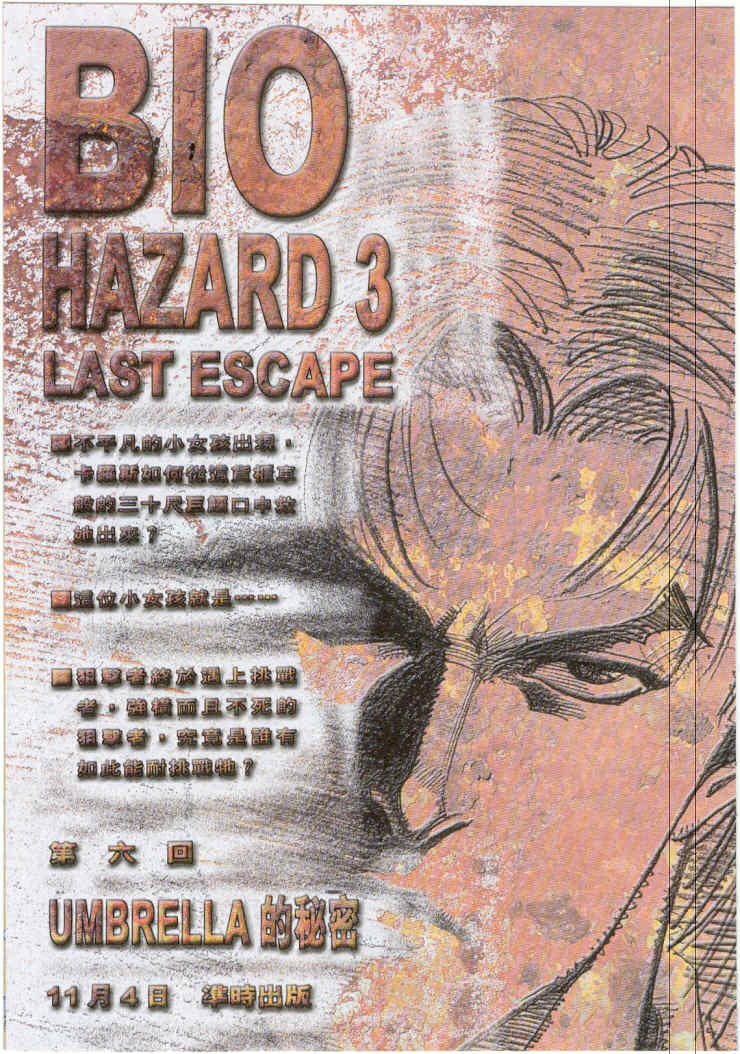 BIO
HAZARD 3
LAST ESCAPE
■不平凡的小女孩出現，
卡羅斯如何從這貨櫃車
般的三十尺巨鱷口中救
她出來？
■這位小女孩就是……
■狙擊者終於遇上挑戰
者，強橫而且不死的
狙擊者，究竟是誰有
如此能耐挑戰牠？
第六回
UMBRELLA 的秘密
11月4日 準時出版